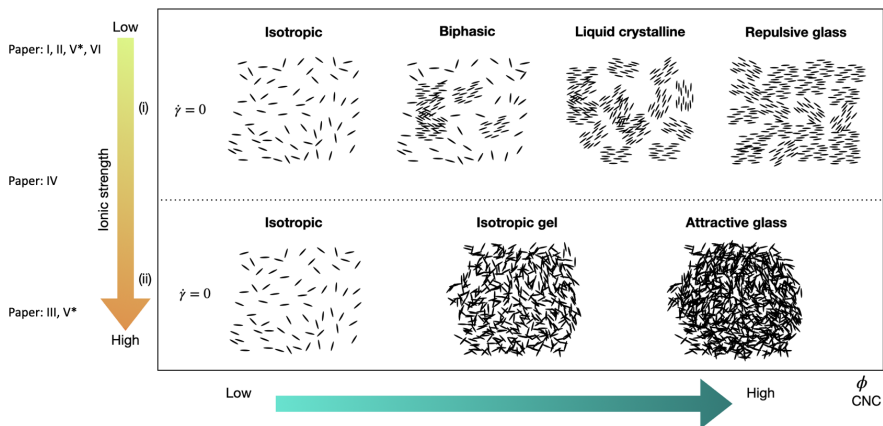 Low
Paper: I, II, V*, VI
Isotropic
Biphasic
Liquid crystalline
Repulsive glass
(i)
γ̇ = 0
Paper: IV
Ionic strength
Isotropic
Isotropic gel
Attractive glass
(ii)
γ̇ = 0
Paper: III, V*
High
Low
High
ϕ
CNC